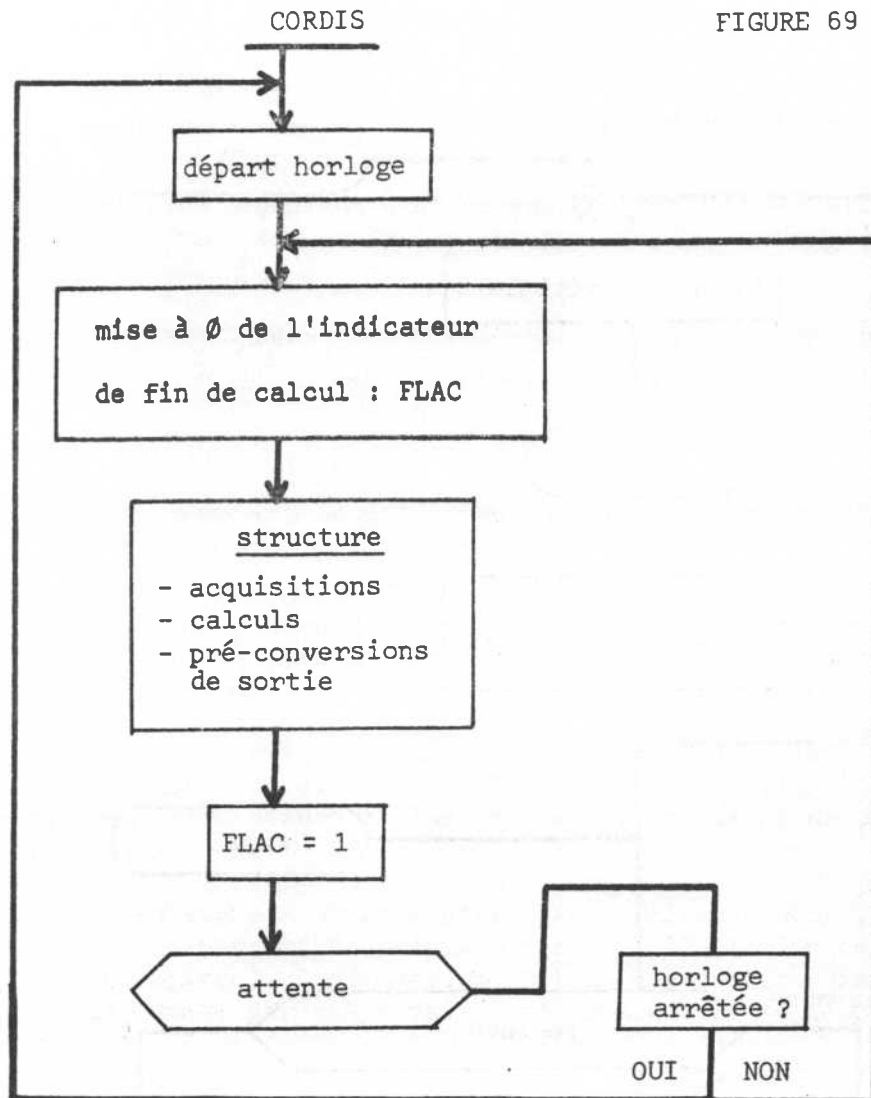 CORDIS
FIGURE 69
départ horloge
mise à Ø de l'indicateur
de fin de calcul : FLAC
structure
- acquisitions
- calculs
- pré-conversions
de sortie
FLAC = 1
attente
horloge
arrêtée ?
OUI
NON